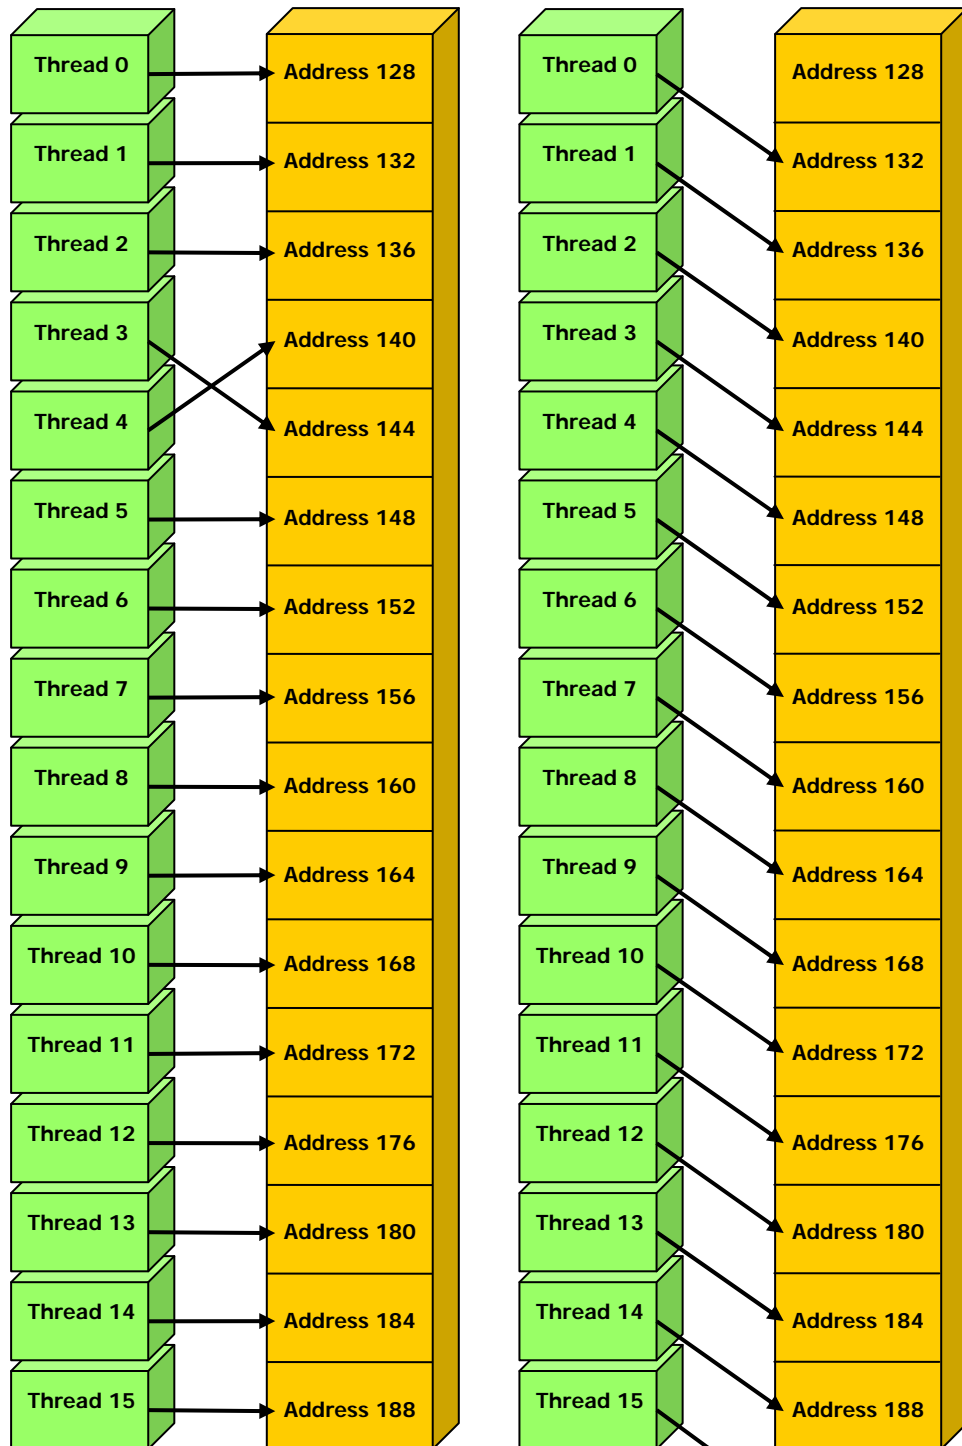 Thread 0
Address 128
Thread 1
Address 132
Thread 2
Address 136
Thread 3
Address 140
Thread 4
Address 144
Thread 5
Address 148
Thread 6
Address 152
Thread 7
Address 156
Thread 8
Address 160
Thread 9
Address 164
Thread 10
Address 168
Thread 11
Address 172
Thread 12
Address 176
Thread 13
Address 180
Thread 14
Address 184
Thread 15
Address 188
Thread 0
Address 128
Thread 1
Address 132
Thread 2
Address 136
Thread 3
Address 140
Thread 4
Address 144
Thread 5
Address 148
Thread 6
Address 152
Thread 7
Address 156
Thread 8
Address 160
Thread 9
Address 164
Thread 10
Address 168
Thread 11
Address 172
Thread 12
Address 176
Thread 13
Address 180
Thread 14
Address 184
Thread 15
Address 188